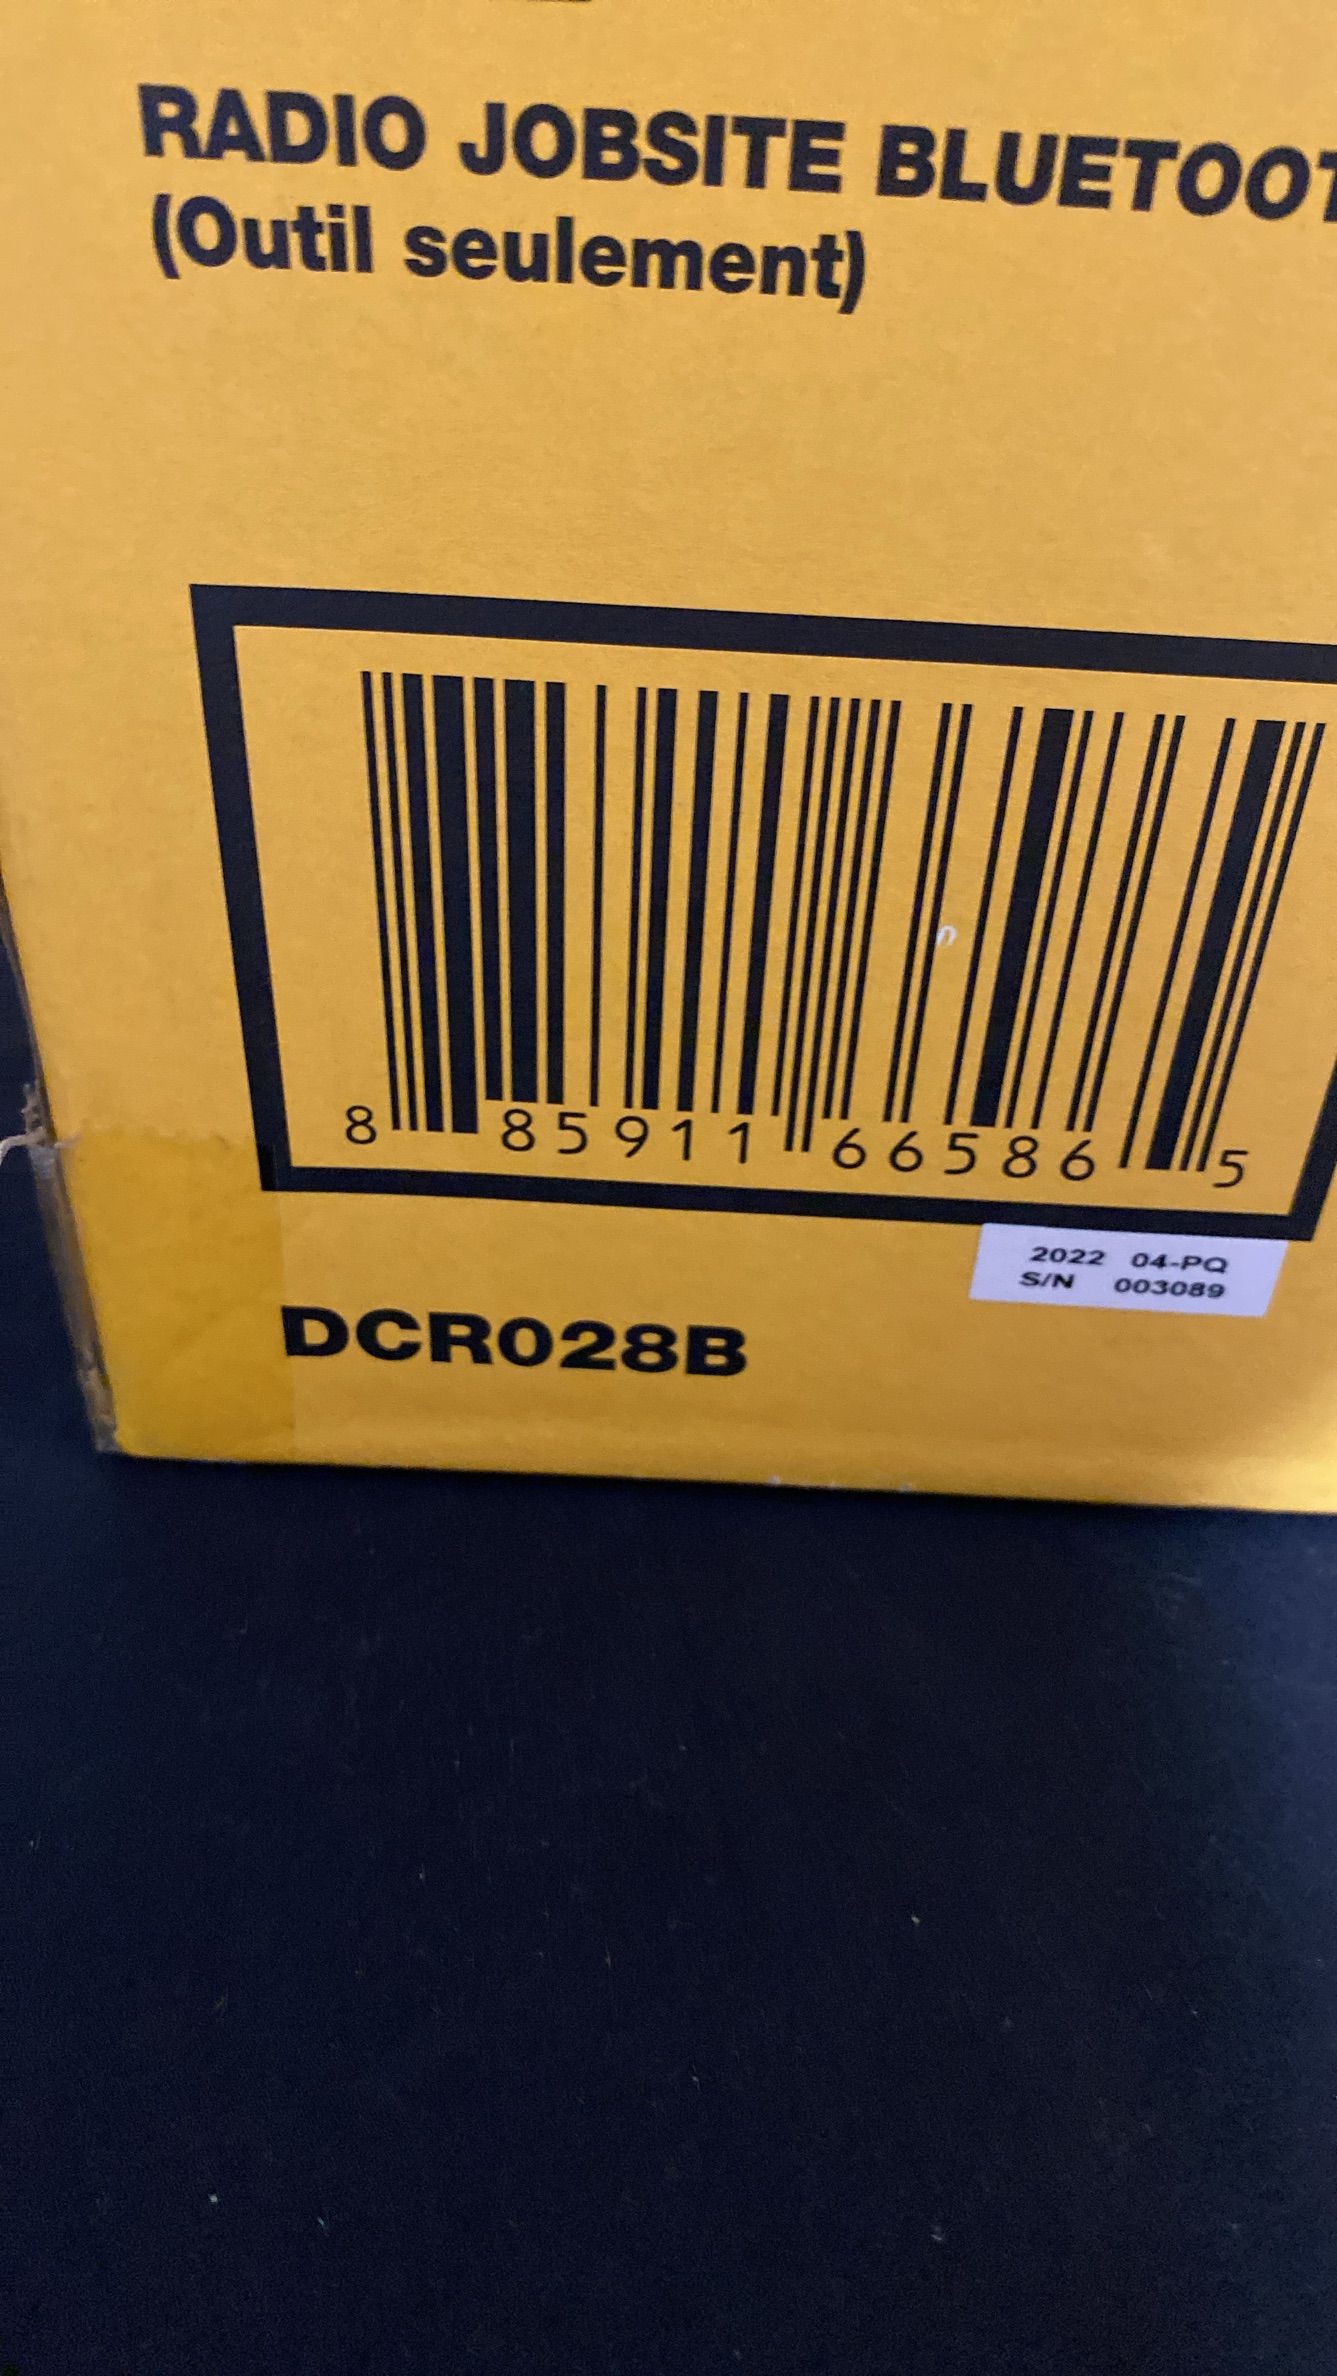 RADIO JOBSITE BLUETOOT
(Outil seulement)
8 85911 66586 5
2022 04-PQ
S/N 003089
DCR028B